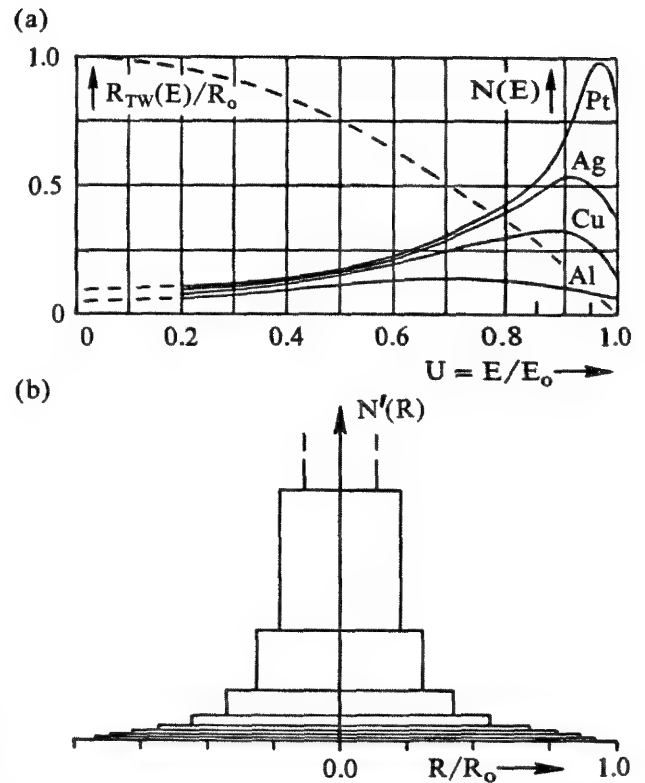 (a)
1.0
R_TW(E)/R_o
N(E)
Pt
Ag
0.5
Cu
Al
0
0 0.2 0.4 0.6 0.8 1.0
U = E/E_o
(b)
N'(R)
0.0 R/R_o 1.0